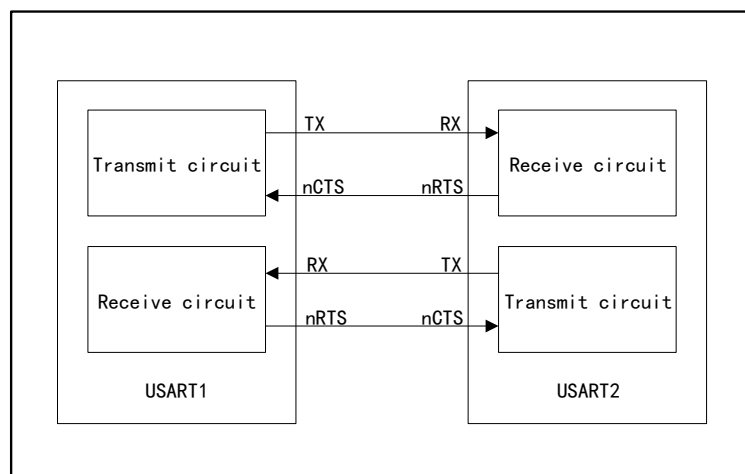 TX RX
Transmit circuit Receive circuit
nCTS nRTS
RX TX
Receive circuit Transmit circuit
nRTS nCTS
USART1 USART2